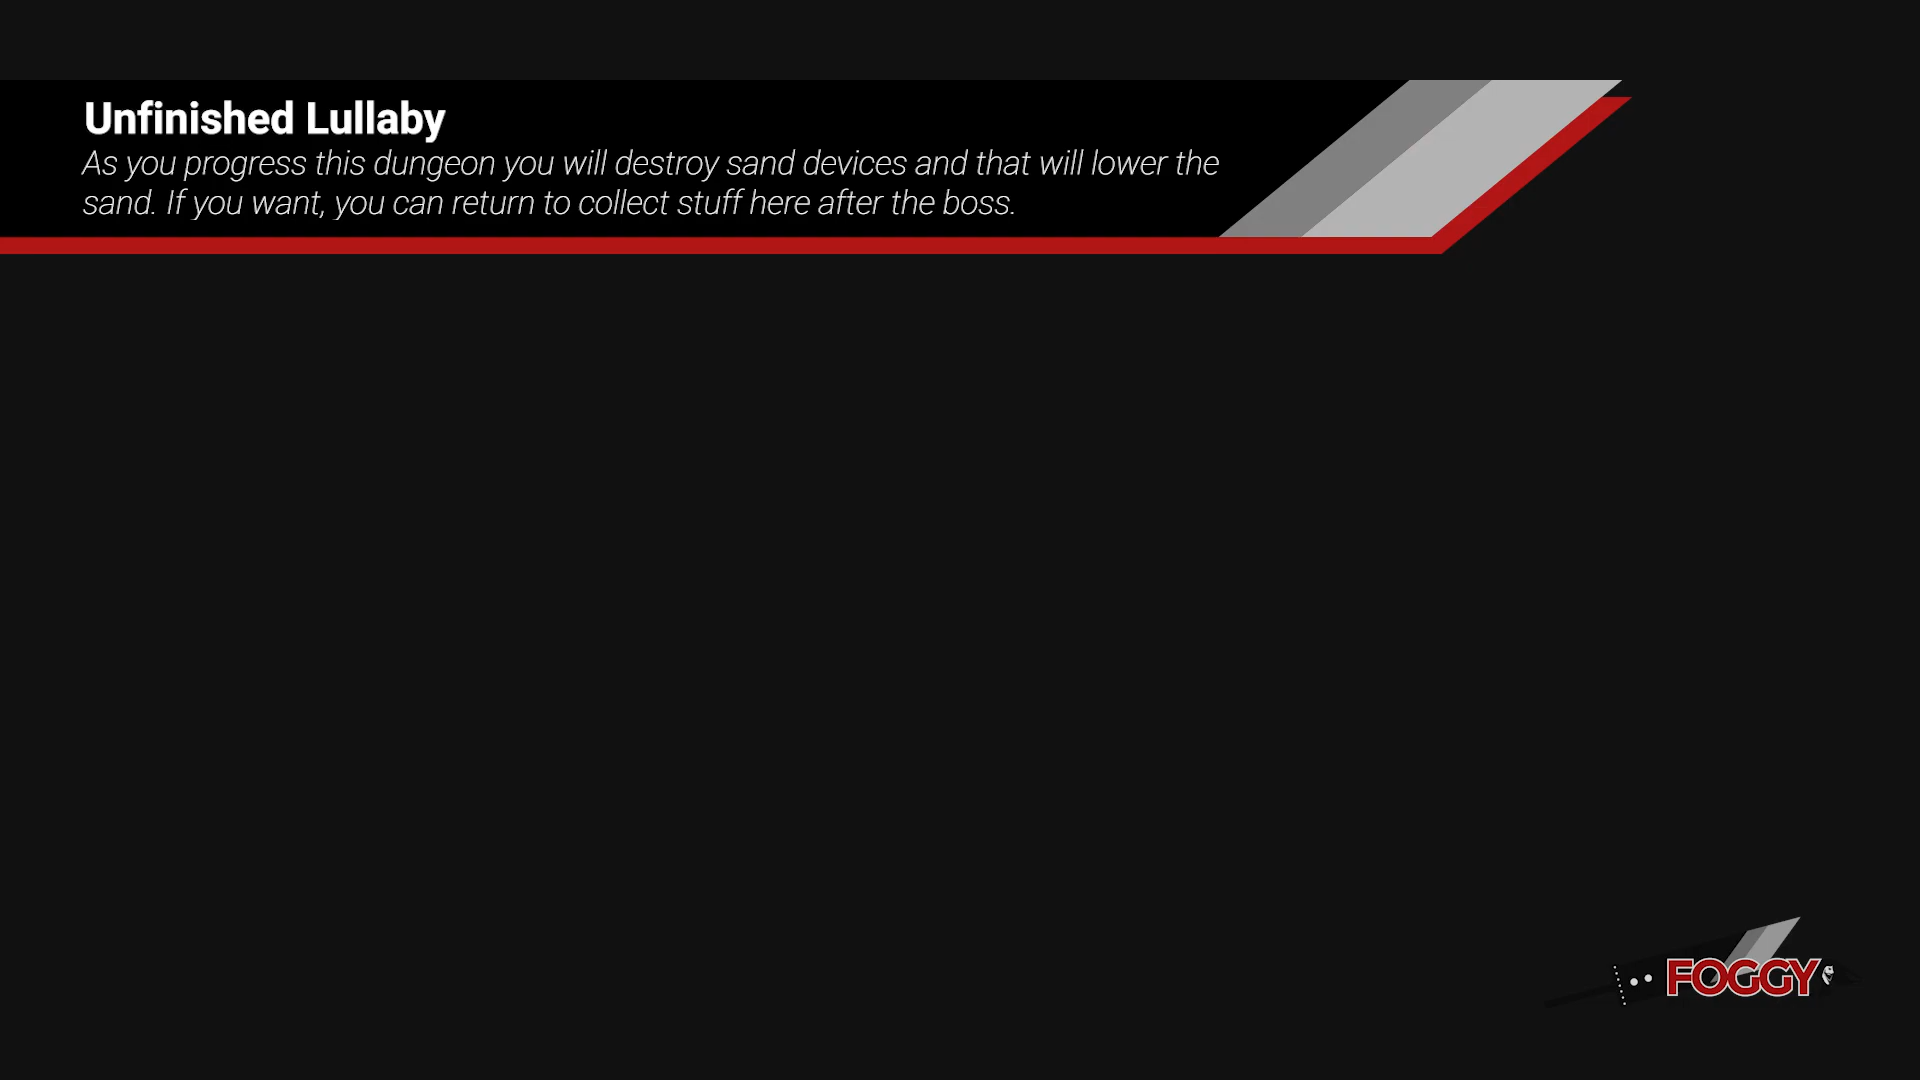 Unfinished Lullaby
As you progress this dungeon you will destroy sand devices and that will lower the
sand. If you want, you can return to collect stuff here after the boss.
FOGGY